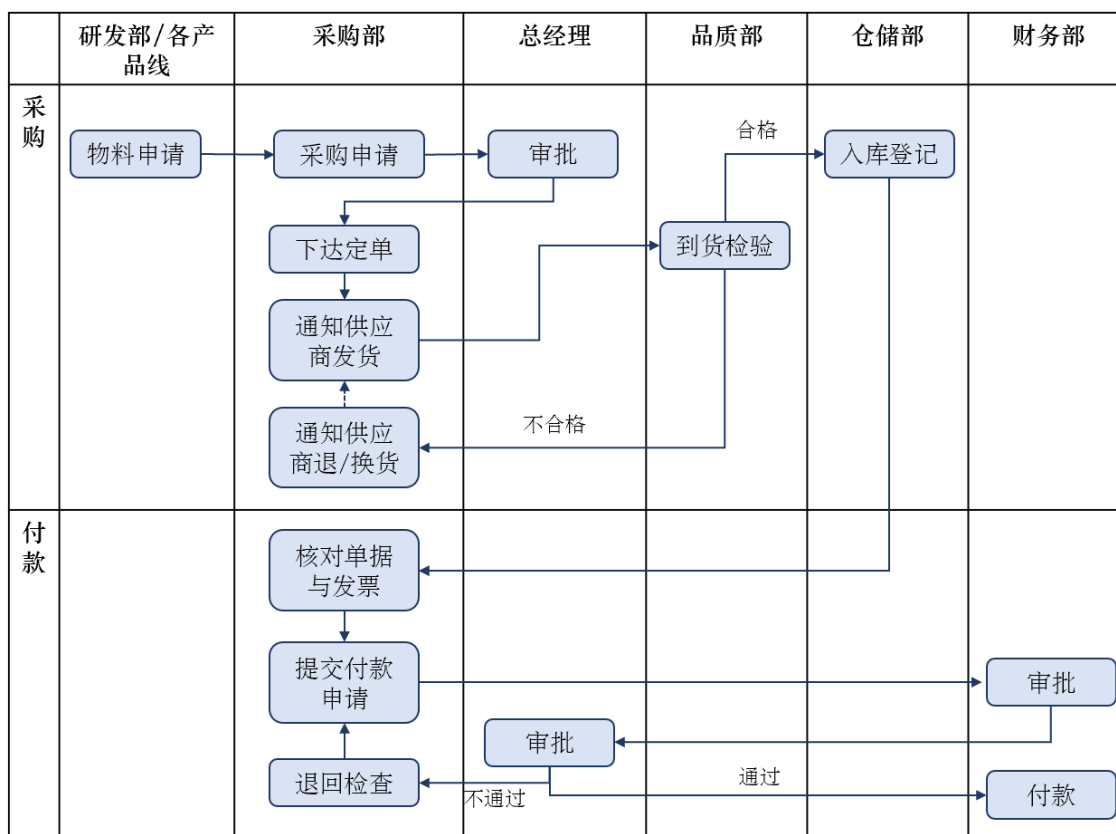 研发部/各产
品线
采购部
总经理
品质部
仓储部
财务部
采
购
物料申请
采购申请
审批
合格
入库登记
下达定单
到货检验
通知供应
商发货
通知供应
商退/换货
不合格
付
款
核对单据
与发票
提交付款
申请
审批
审批
退回检查
不通过
通过
付款